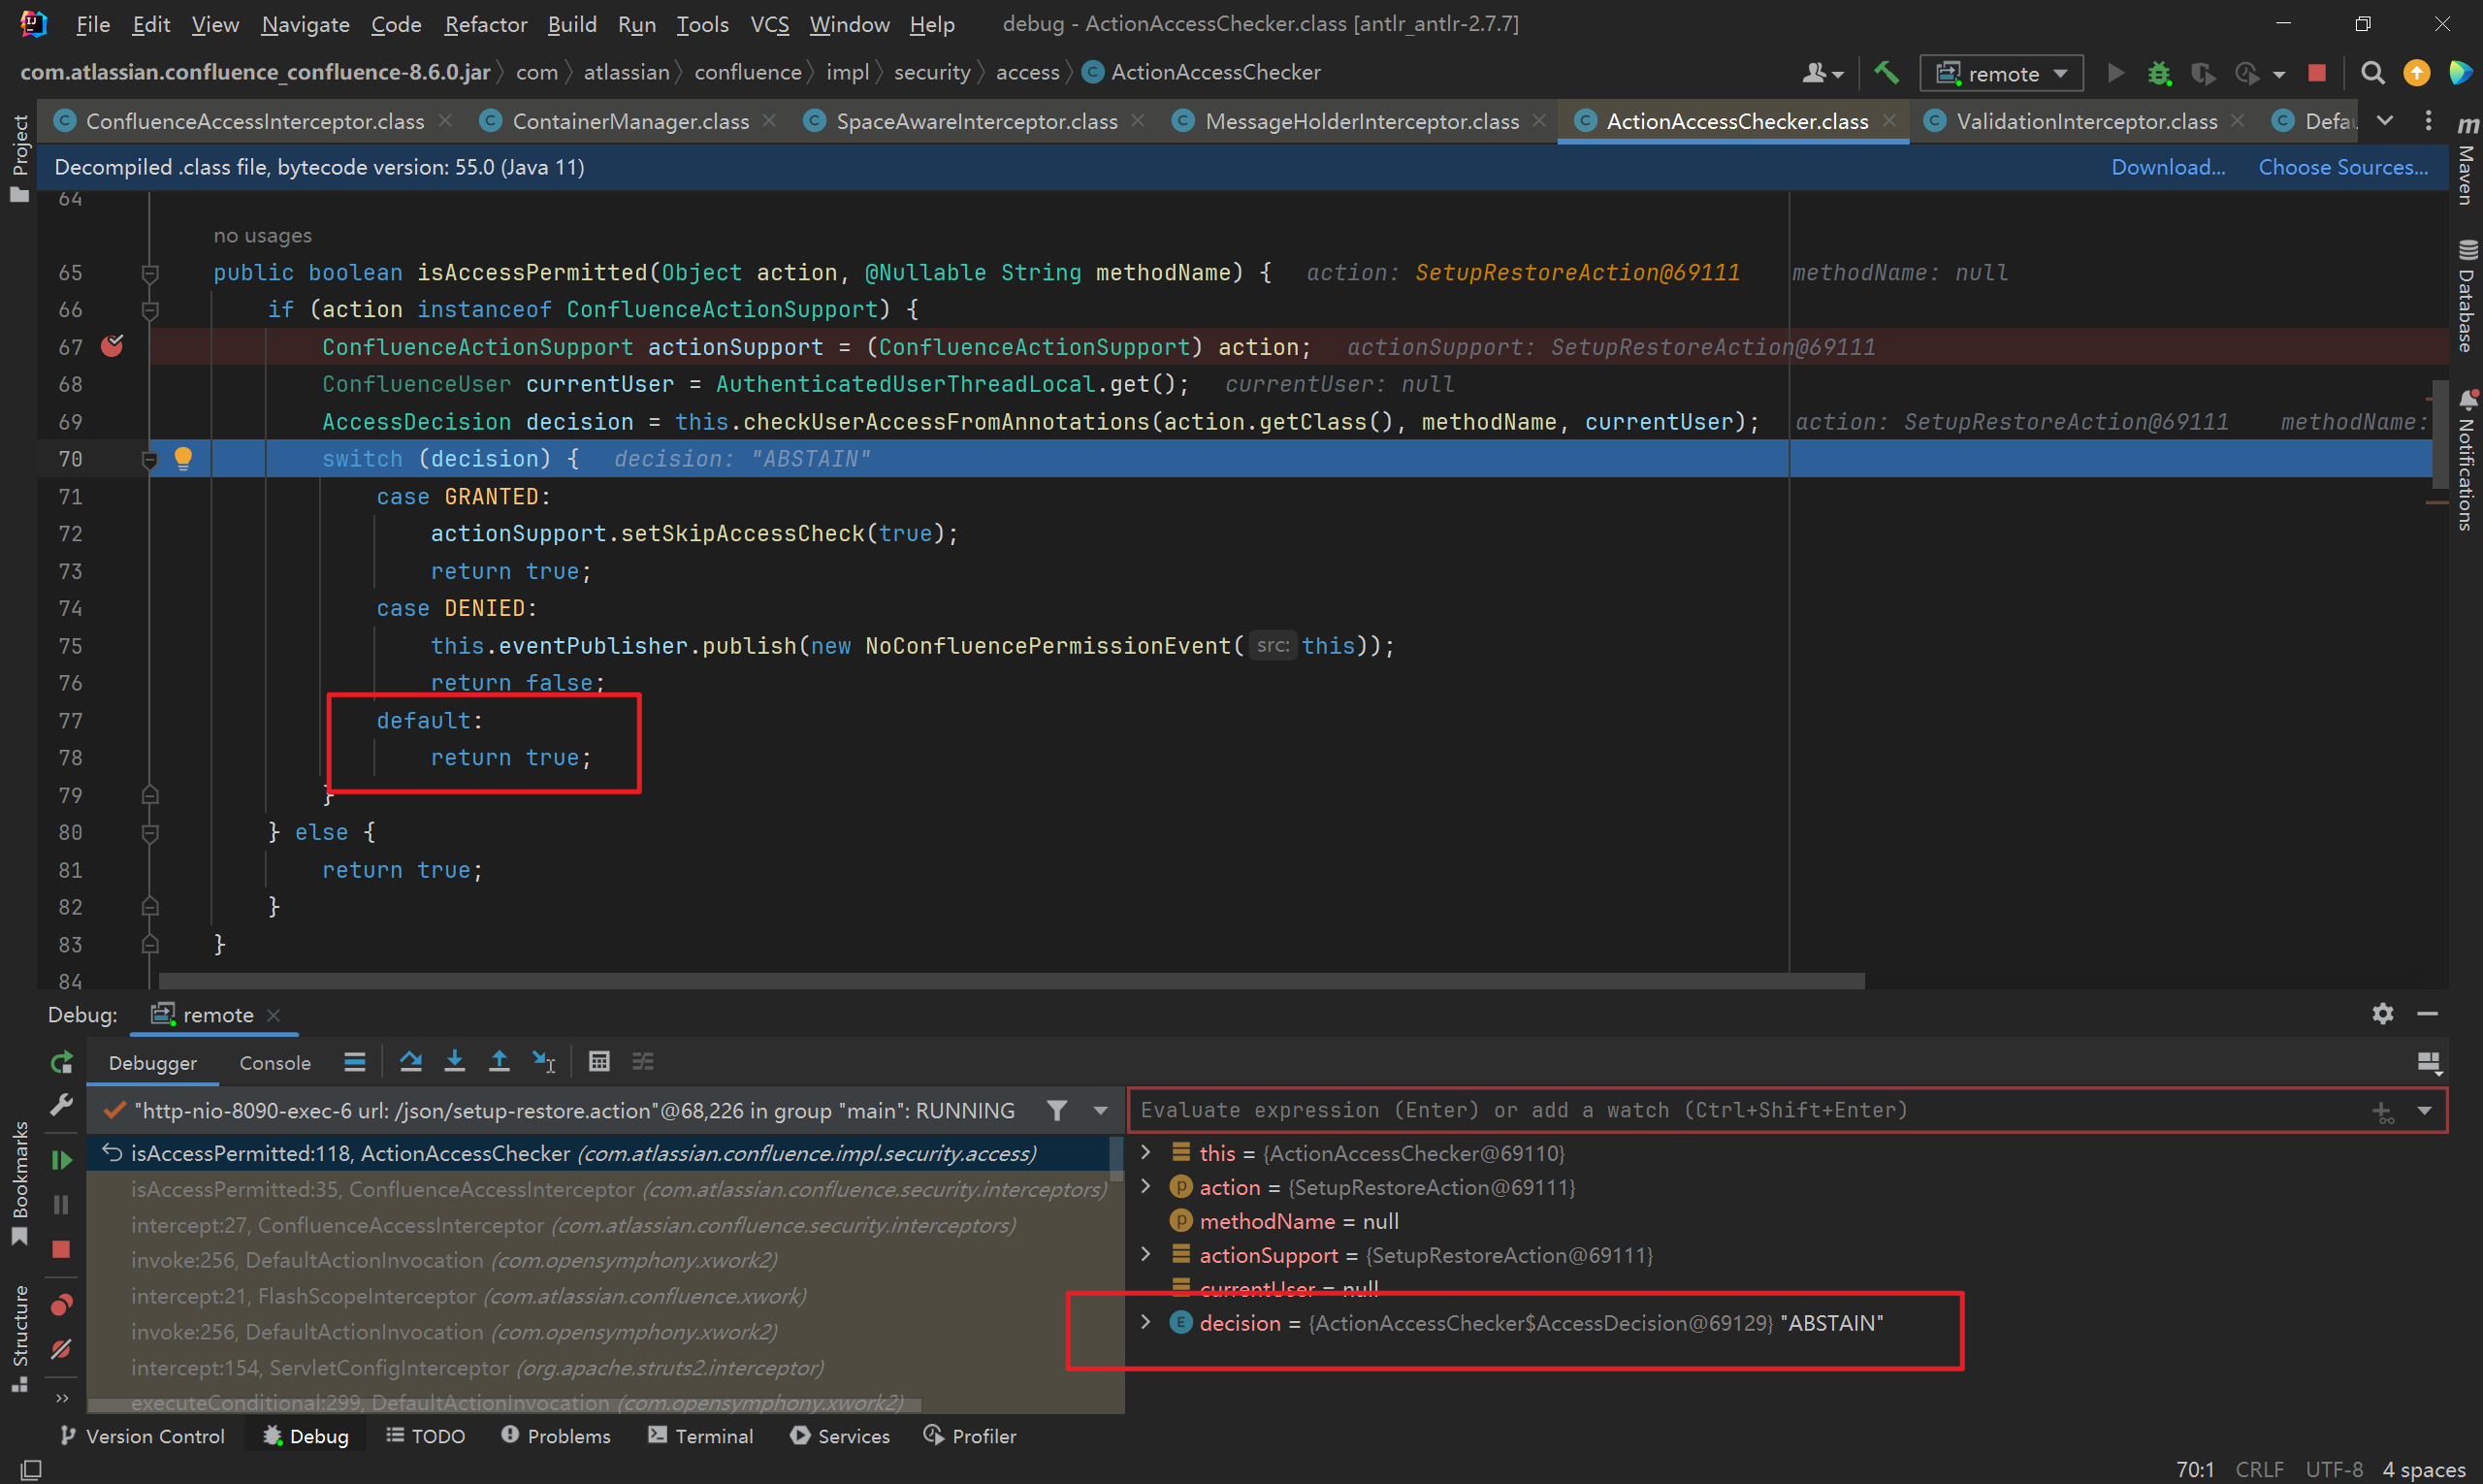 File Edit View Navigate Code Refactor Build Run Tools VCS Window Help debug - ActionAccessChecker.class [antlr_antlr-2.7.7]
com.atlassian.confluence_confluence-8.6.0.jar com atlassian confluence impl security access ActionAccessChecker remote
ConfluenceAccessInterceptor.class ContainerManager.class SpaceAwareInterceptor.class MessageHolderInterceptor.class ActionAccessChecker.class ValidationInterceptor.class
Decompiled .class file, bytecode version: 55.0 (Java 11) Download... Choose Sources...
Project
Bookmarks
Structure
Maven
Database
Notifications
64
no usages
65 public boolean isAccessPermitted(Object action, @Nullable String methodName) { action: SetupRestoreAction@69111 methodName: null
66 if (action instanceof ConfluenceActionSupport) {
67 ConfluenceActionSupport actionSupport = (ConfluenceActionSupport) action; actionSupport: SetupRestoreAction@69111
68 ConfluenceUser currentUser = AuthenticatedUserThreadLocal.get(); currentUser: null
69 AccessDecision decision = this.checkUserAccessFromAnnotations(action.getClass(), methodName, currentUser); action: SetupRestoreAction@69111 methodName:
70 switch (decision) { decision: "ABSTAIN"
71 case GRANTED:
72 actionSupport.setSkipAccessCheck(true);
73 return true;
74 case DENIED:
75 this.eventPublisher.publish(new NoConfluencePermissionEvent( src: this));
76 return false;
77 default:
78 return true;
79 }
80 } else {
81 return true;
82 }
83 }
84
Debug: remote
Debugger Console
"http-nio-8090-exec-6 url: /json/setup-restore.action"@68,226 in group "main": RUNNING
isAccessPermitted:118, ActionAccessChecker (com.atlassian.confluence.impl.security.access)
isAccessPermitted:35, ConfluenceAccessInterceptor (com.atlassian.confluence.security.interceptors)
intercept:27, ConfluenceAccessInterceptor (com.atlassian.confluence.security.interceptors)
invoke:256, DefaultActionInvocation (com.opensymphony.xwork2)
intercept:21, FlashScopeInterceptor (com.atlassian.confluence.xwork)
invoke:256, DefaultActionInvocation (com.opensymphony.xwork2)
intercept:154, ServletConfigInterceptor (org.apache.struts2.interceptor)
executeConditional:299, DefaultActionInvocation (com.opensymphony.xwork2)
Evaluate expression (Enter) or add a watch (Ctrl+Shift+Enter)
this = {ActionAccessChecker@69110}
action = {SetupRestoreAction@69111}
methodName = null
actionSupport = {SetupRestoreAction@69111}
currentUser = null
decision = {ActionAccessChecker$AccessDecision@69129} "ABSTAIN"
Version Control Debug TODO Problems Terminal Services Profiler
70:1 CRLF UTF-8 4 spaces